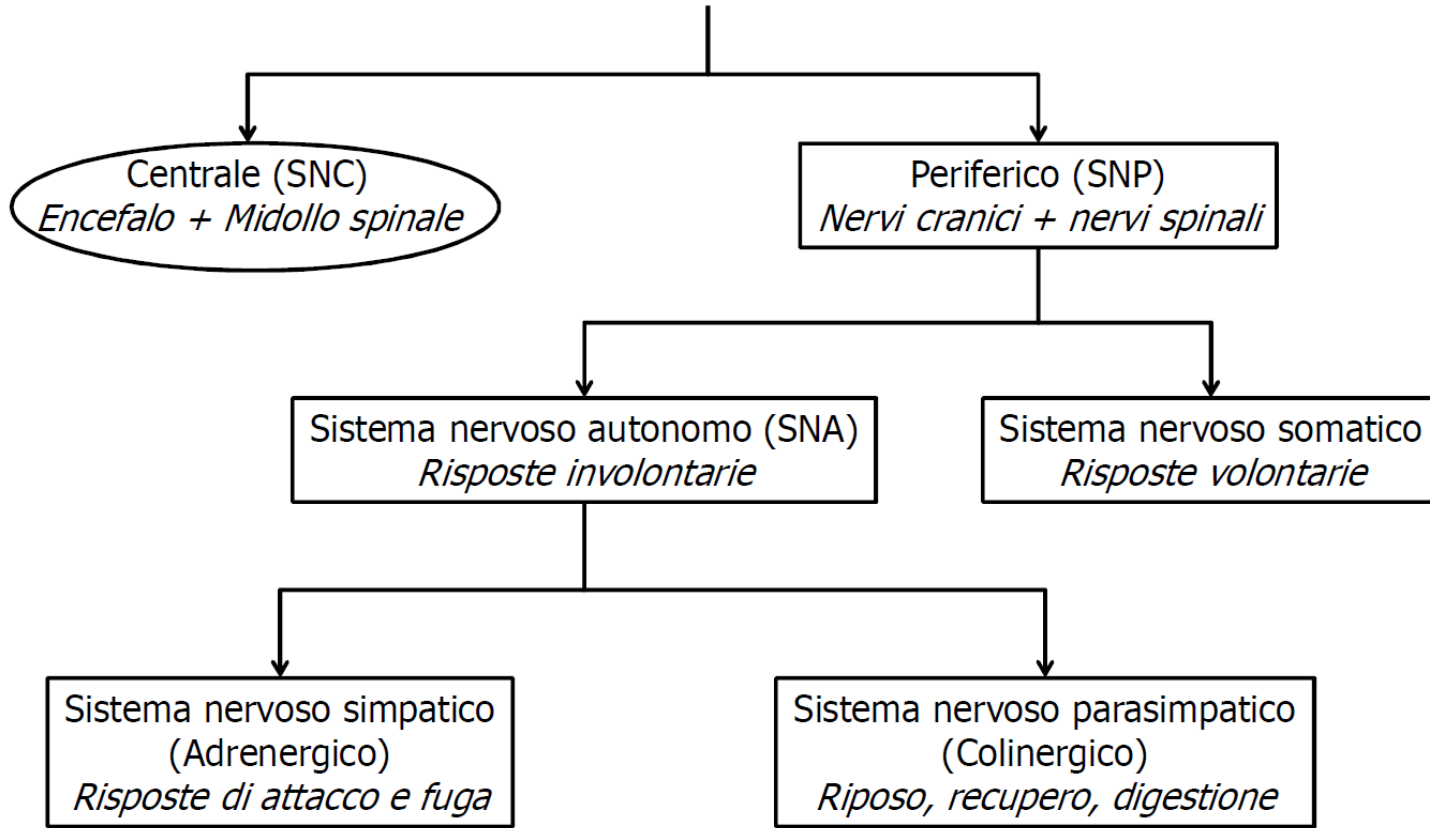 Centrale (SNC)
Encefalo + Midollo spinale
Periferico (SNP)
Nervi cranici + nervi spinali
Sistema nervoso autonomo (SNA)
Risposte involontarie
Sistema nervoso somatico
Risposte volontarie
Sistema nervoso simpatico
(Adrenergico)
Risposte di attacco e fuga
Sistema nervoso parasimpatico
(Colinergico)
Riposo, recupero, digestione